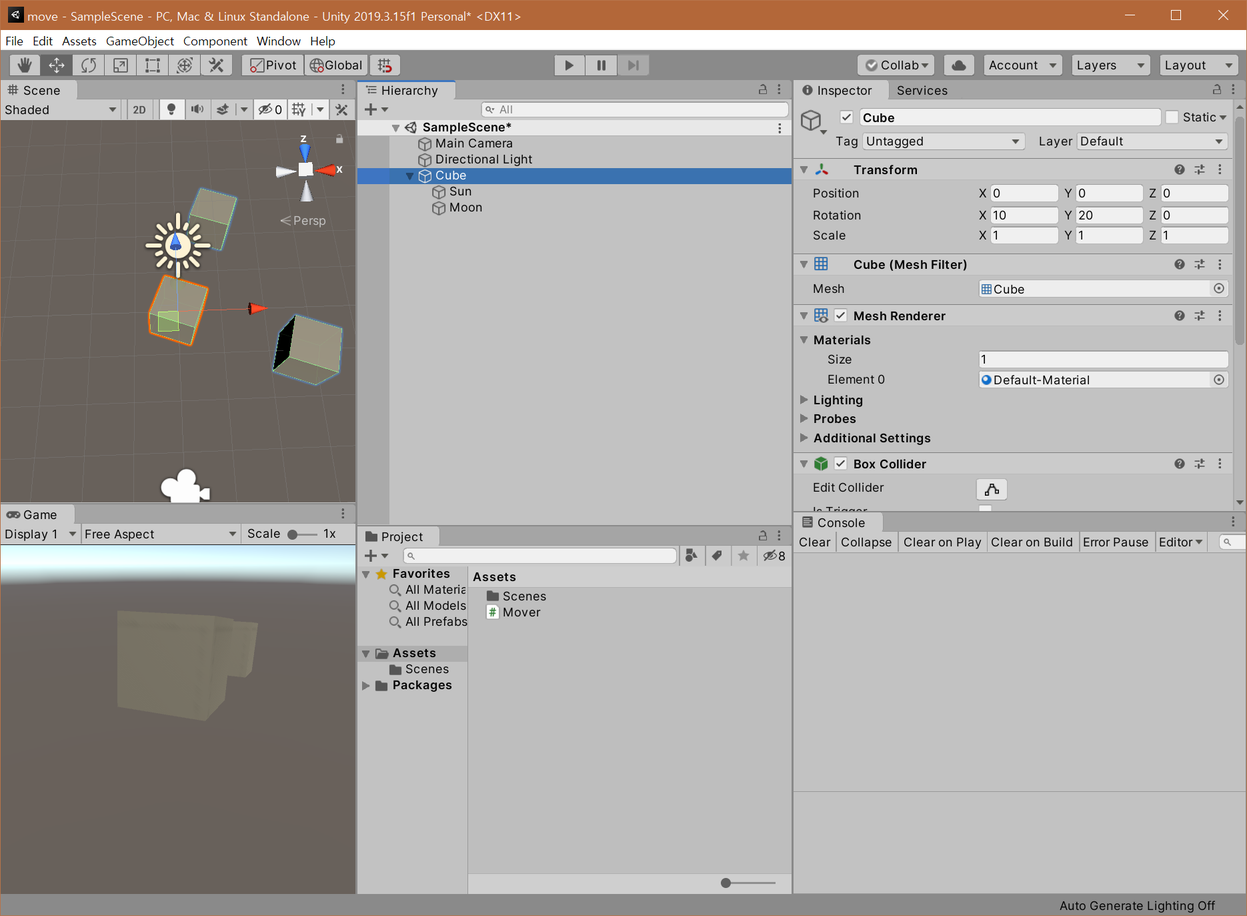 move - SampleScene - PC, Mac & Linux Standalone - Unity 2019.3.15f1 Personal* <DX11>
File Edit Assets GameObject Component Window Help
Pivot Global Collab Account Layers Layout
Scene
Shaded 2D 0
z
x
Persp
Game
Display 1 Free Aspect Scale 1x
Hierarchy
All
SampleScene*
Main Camera
Directional Light
Cube
Sun
Moon
Project
8
Favorites
All Materia
All Models
All Prefabs
Assets
Scenes
Packages
Assets
Scenes
# Mover
Inspector Services
Cube Static
Tag Untagged Layer Default
Transform
Position X 0 Y 0 Z 0
Rotation X 10 Y 20 Z 0
Scale X 1 Y 1 Z 1
Cube (Mesh Filter)
Mesh Cube
Mesh Renderer
Materials
Size 1
Element 0 Default-Material
Lighting
Probes
Additional Settings
Box Collider
Edit Collider
Is Trigger
Console
Clear Collapse Clear on Play Clear on Build Error Pause Editor
Auto Generate Lighting Off